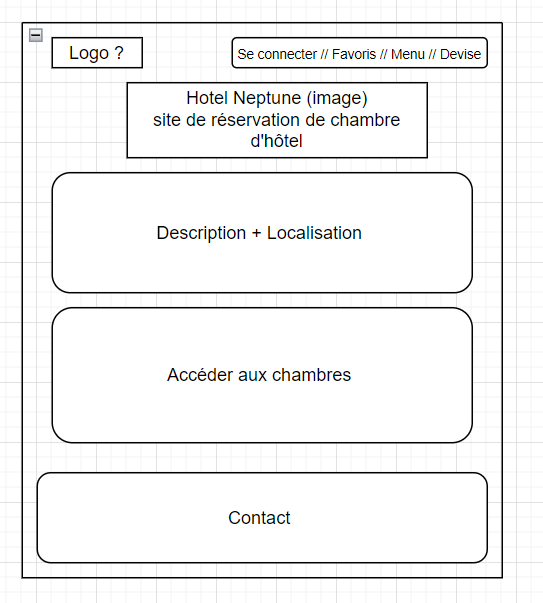 Logo ?
Se connecter // Favoris // Menu // Devise
Hotel Neptune (image)
site de réservation de chambre
d'hôtel
Description + Localisation
Accéder aux chambres
Contact